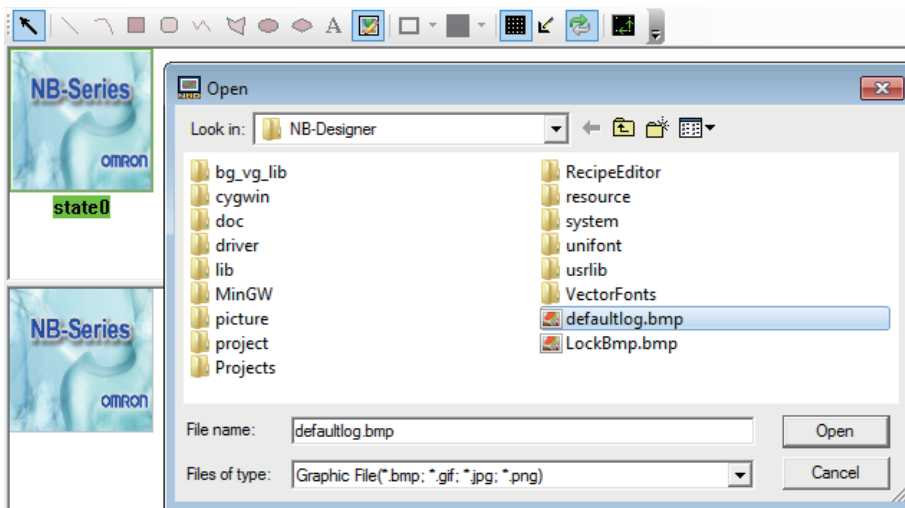 A
NB-Series
OMRON
state0
NB-Series
OMRON
Open
Look in: NB-Designer
bg_vg_lib
cygwin
doc
driver
lib
MinGW
picture
project
Projects
RecipeEditor
resource
system
unifont
usrlib
VectorFonts
defaultlog.bmp
LockBmp.bmp
File name: defaultlog.bmp Open
Files of type: Graphic File(*.bmp; *.gif; *.jpg; *.png) Cancel